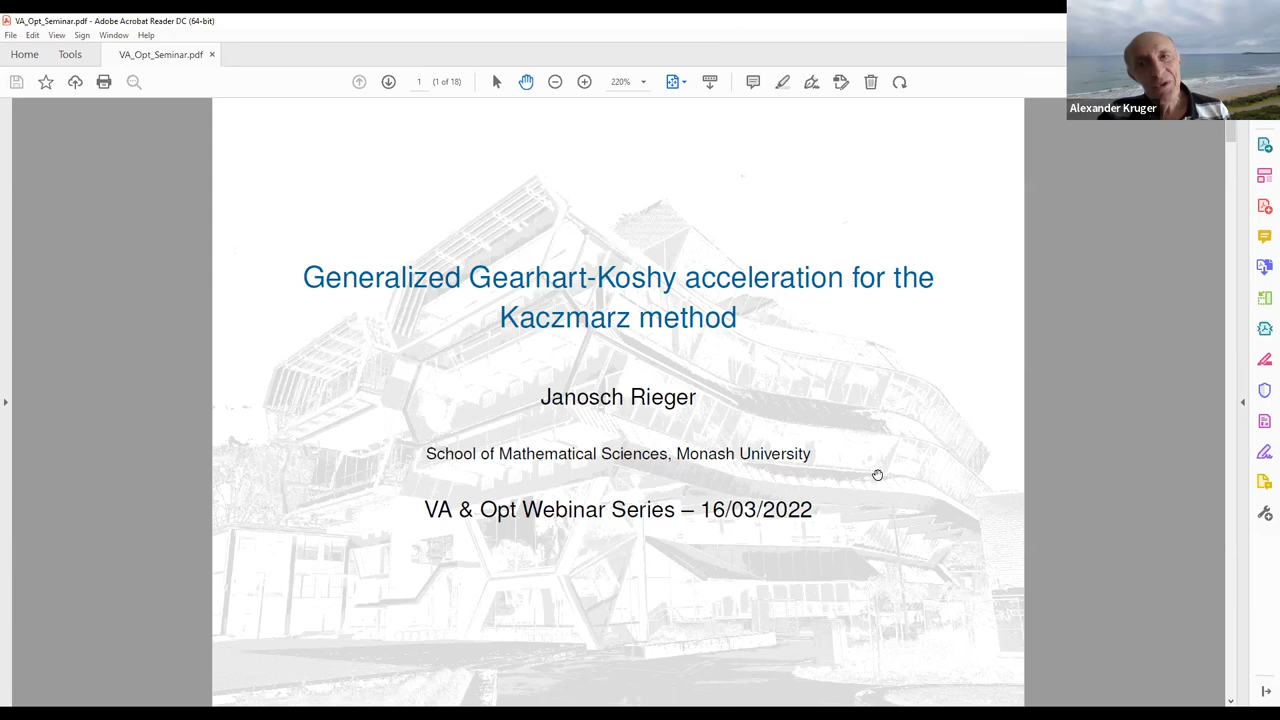 VA_Opt_Seminar.pdf - Adobe Acrobat Reader DC (64-bit)
File Edit View Sign Window Help
Home Tools VA_Opt_Seminar.pdf ×
1 (1 of 18) 220%
Alexander Kruger
Generalized Gearhart-Koshy acceleration for the
Kaczmarz method
Janosch Rieger
School of Mathematical Sciences, Monash University
VA & Opt Webinar Series – 16/03/2022